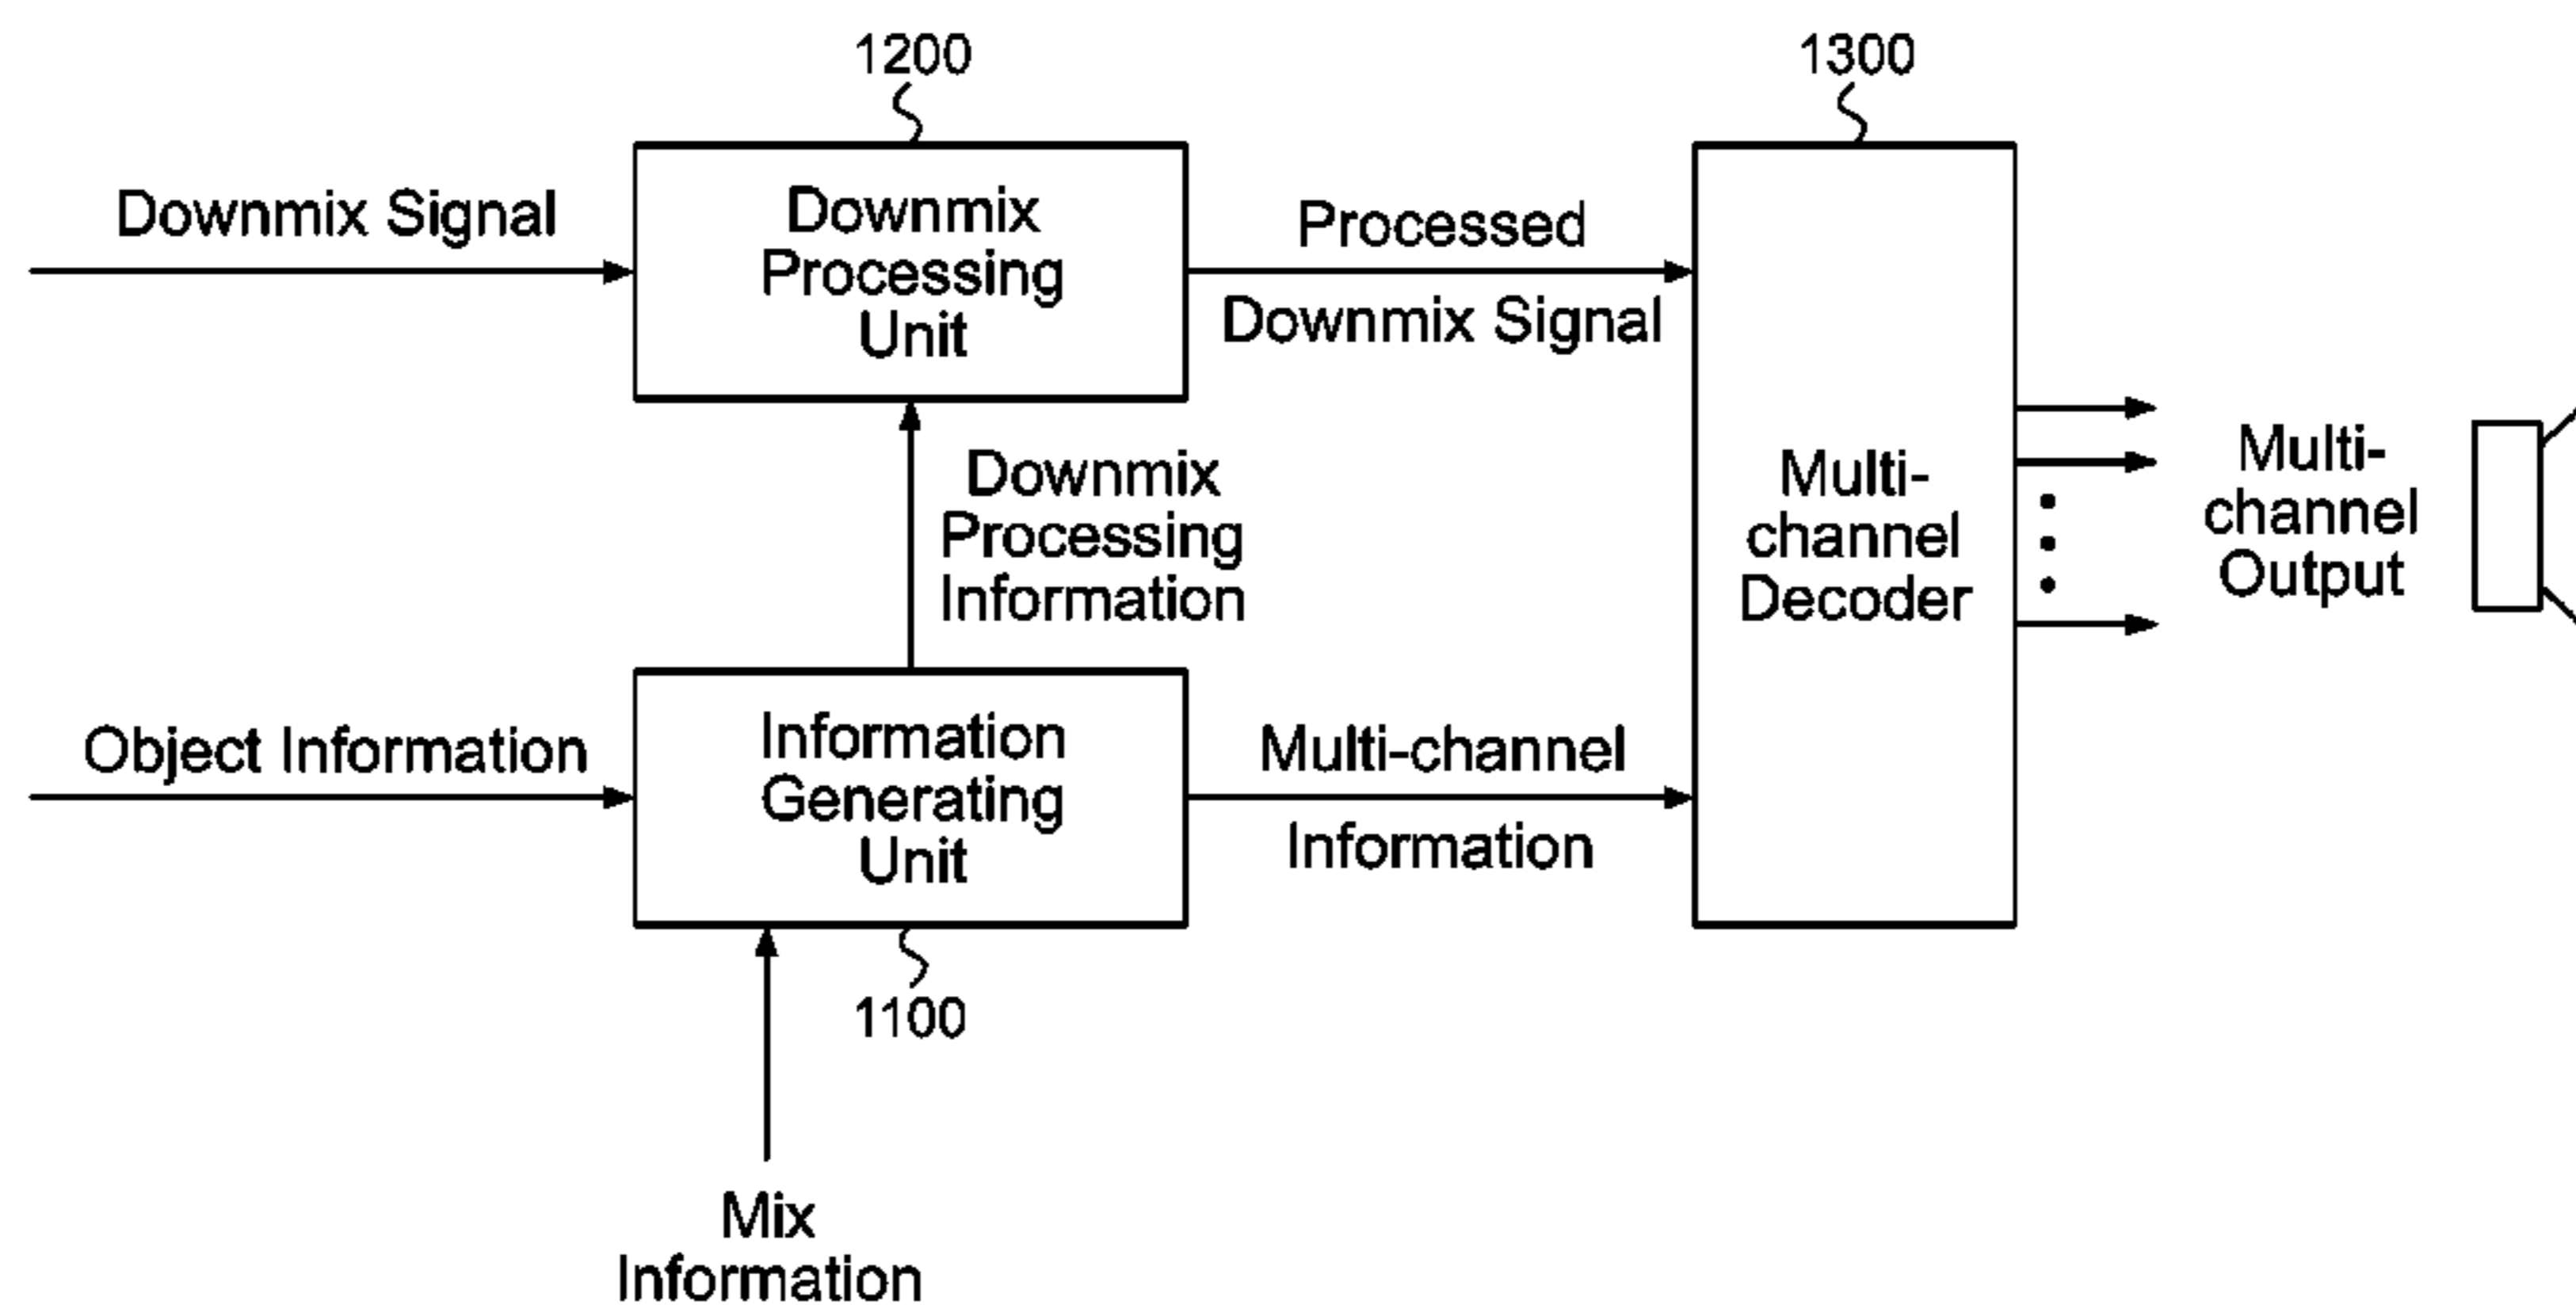 1200
1300
Downmix Signal
Downmix
Processing
Unit
Processed
Downmix Signal
Downmix
Processing
Information
Multi-
channel
Decoder
Multi-
channel
Output
Object Information
Information
Generating
Unit
Multi-channel
Information
1100
Mix
Information